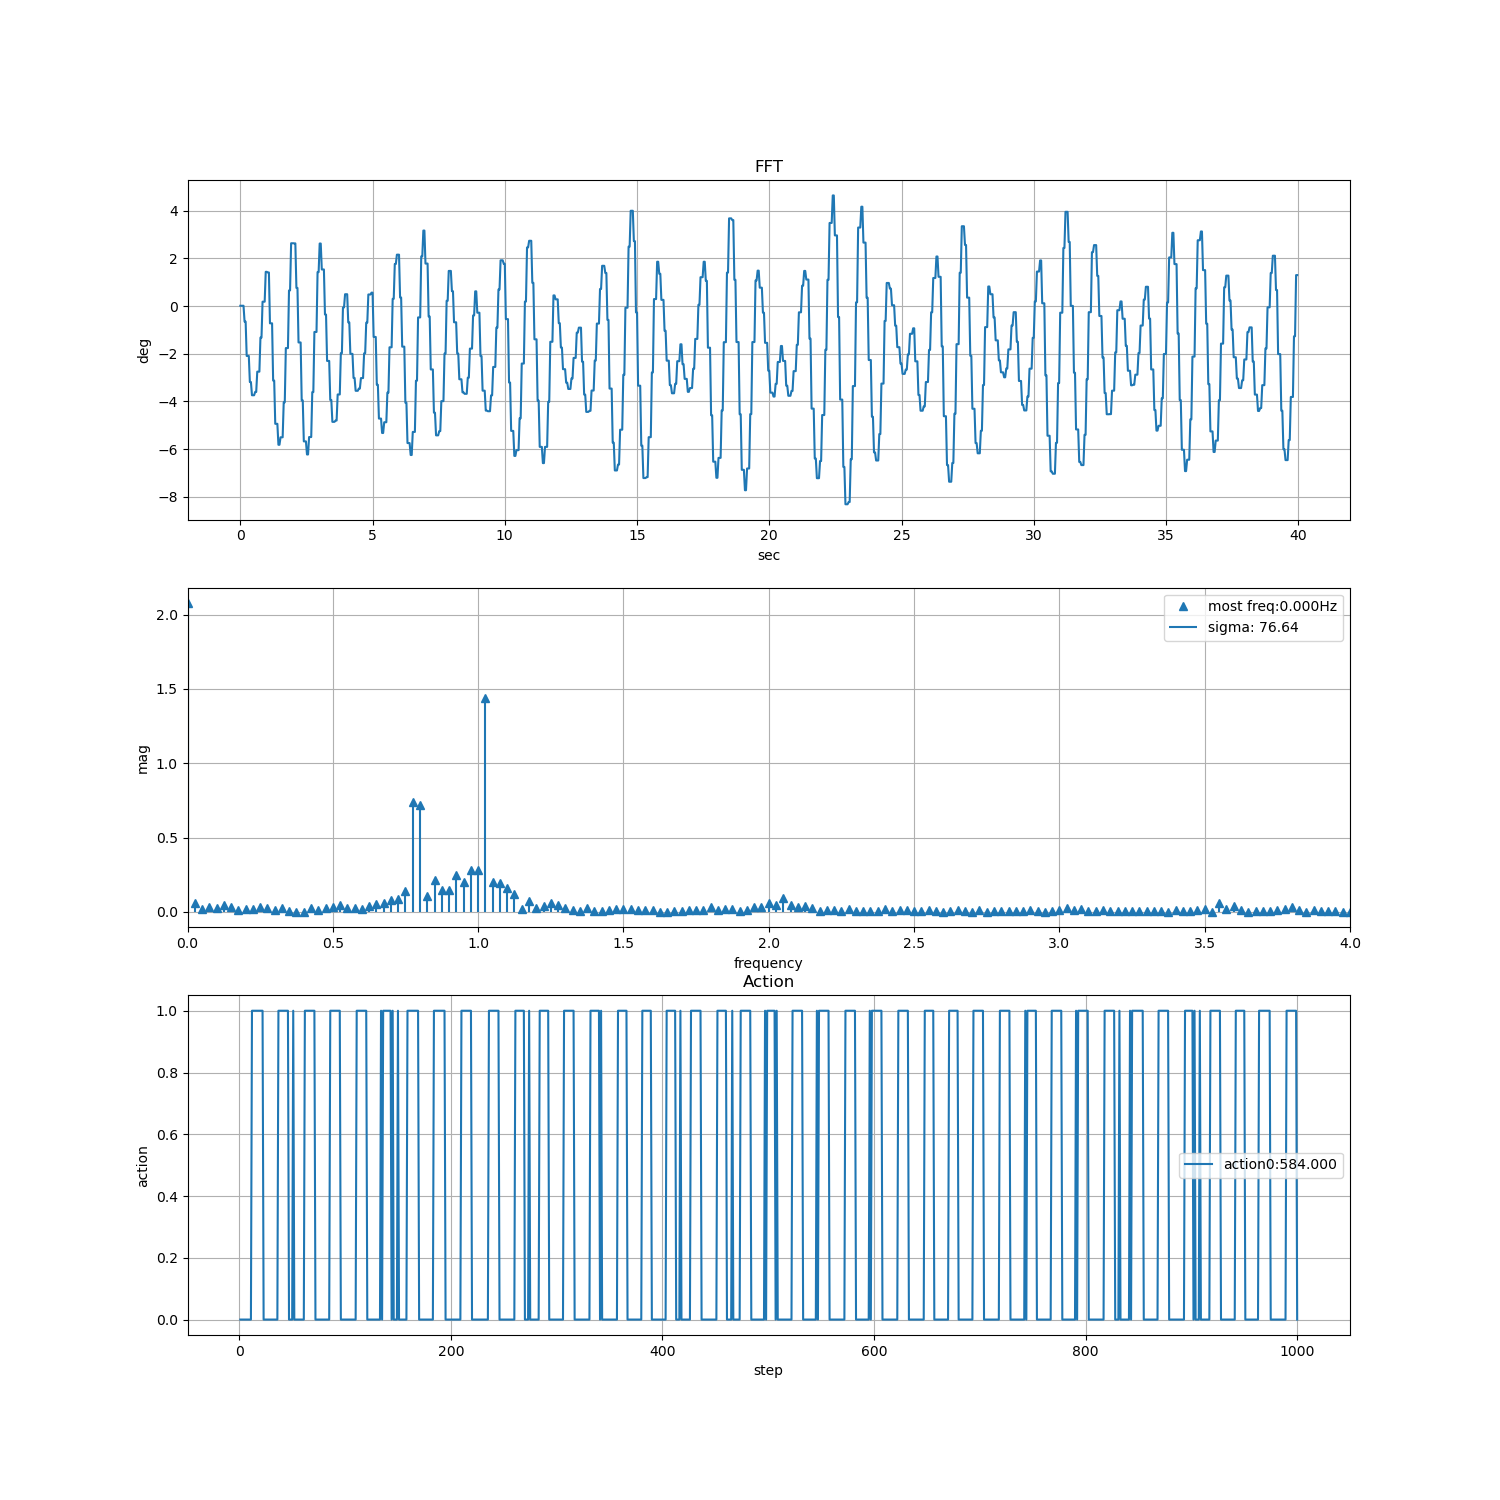 FFT
4
2
0
−2
−4
−6
−8
deg
0 5 10 15 20 25 30 35 40
sec
2.0
1.5
1.0
0.5
0.0
mag
most freq:0.000Hz
sigma: 76.64
0.0 0.5 1.0 1.5 2.0 2.5 3.0 3.5 4.0
frequency
Action
1.0
0.8
0.6
0.4
0.2
0.0
action
action0:584.000
0 200 400 600 800 1000
step